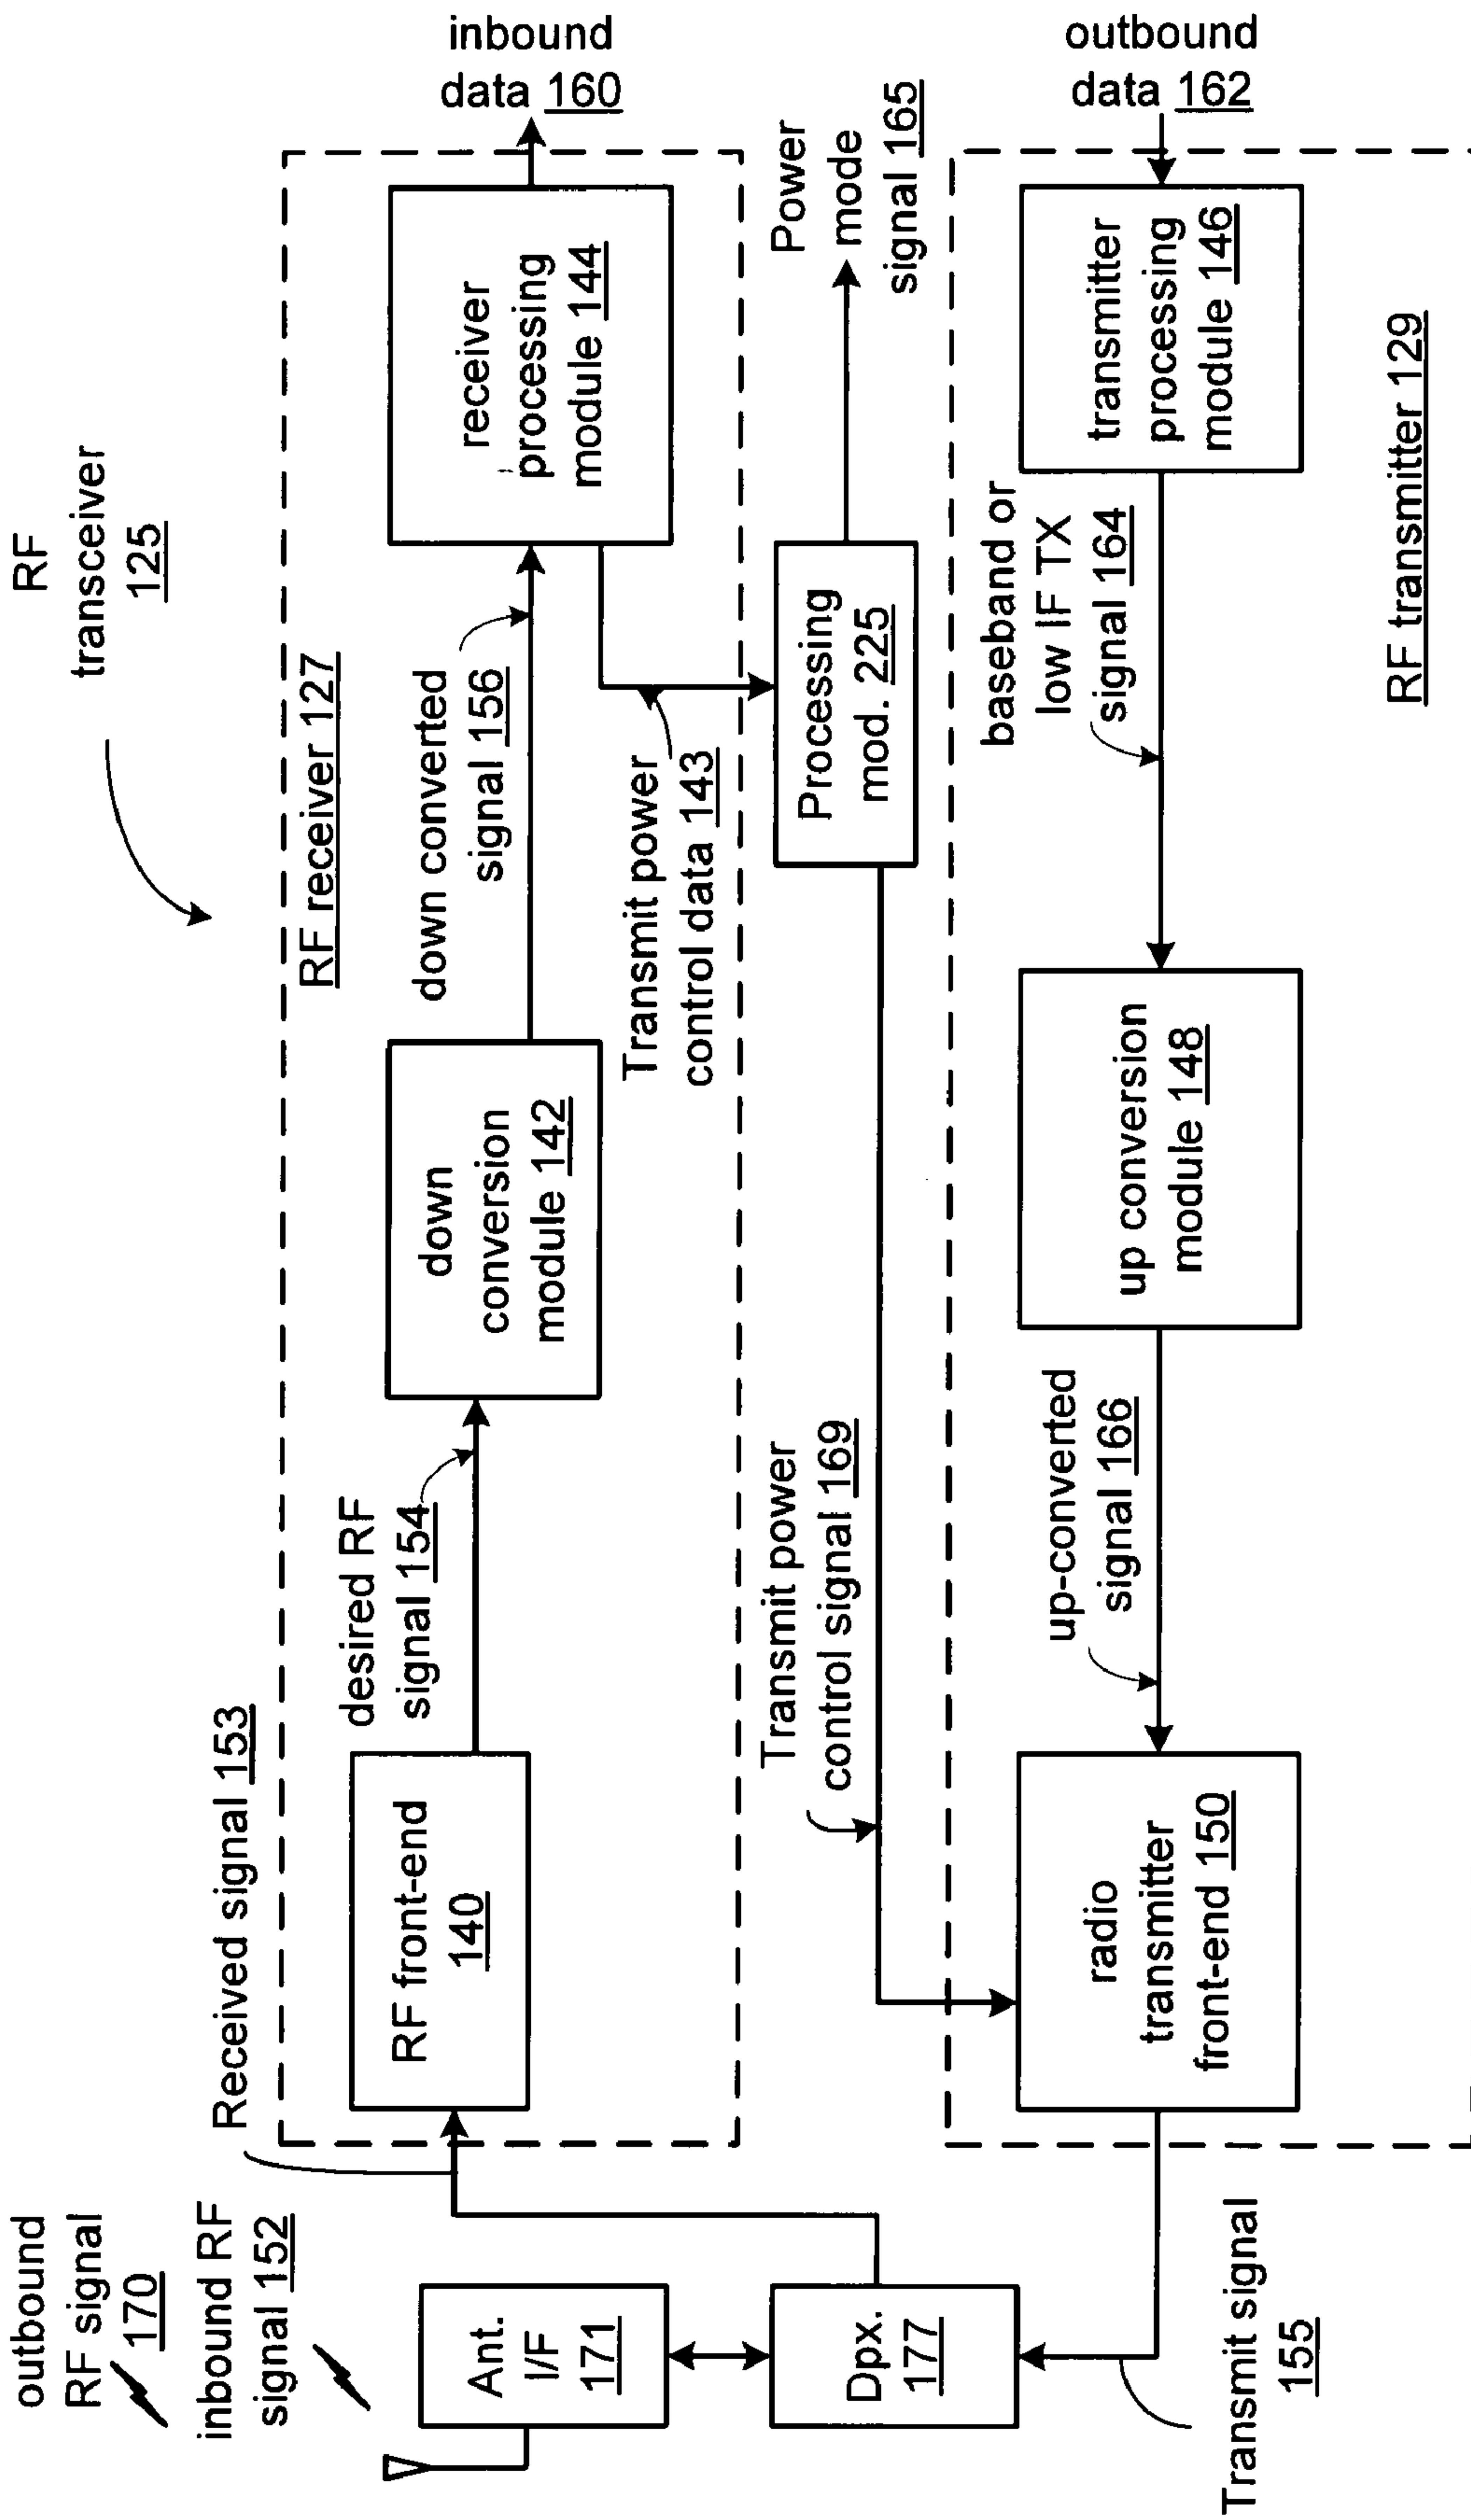 RF
transceiver
125
outbound
RF signal
170
inbound RF
signal 152
Received signal 153
RF receiver 127
inbound
data 160
desired RF
signal 154
down converted
signal 156
RF front-end
140
down
conversion
module 142
receiver
processing
module 144
Ant.
I/F
171
Transmit power
control data 143
Power
mode
signal 165
Transmit power
control signal 169
Processing
mod. 225
Dpx.
177
baseband or
low IF TX
signal 164
outbound
data 162
up-converted
signal 166
radio
transmitter
front-end 150
up conversion
module 148
transmitter
processing
module 146
Transmit signal
155
RF transmitter 129